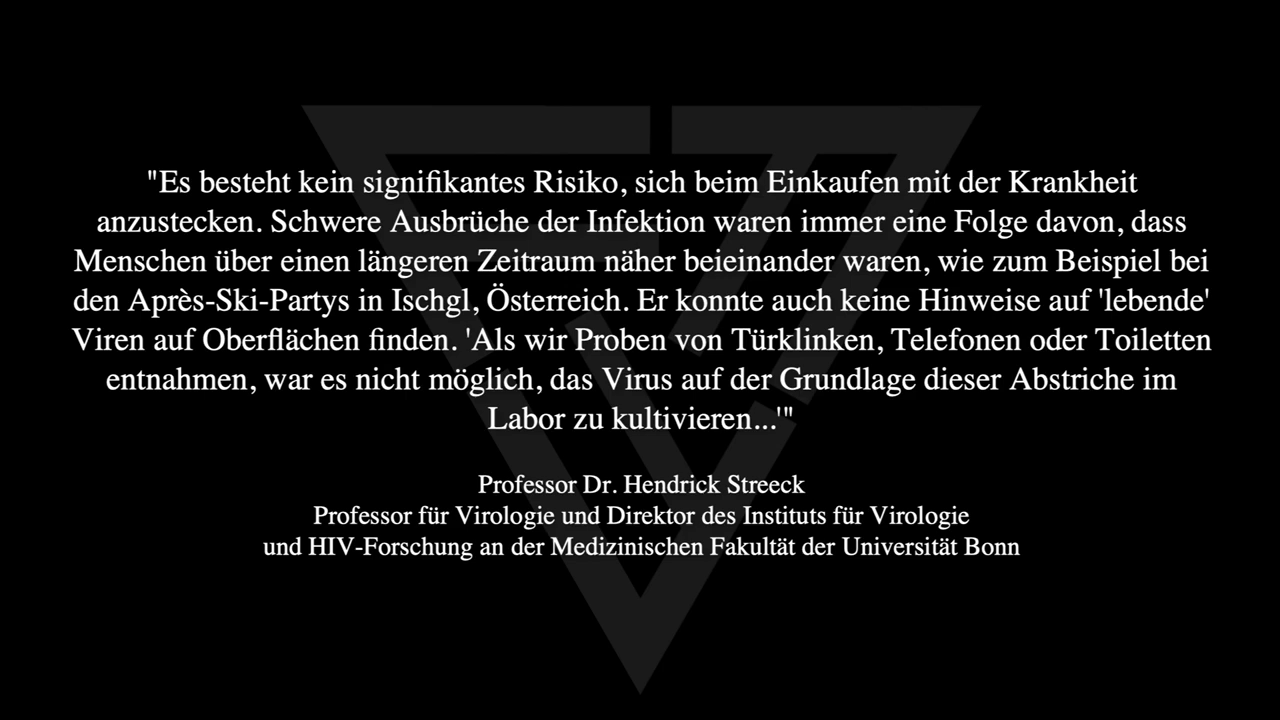 "Es besteht kein signifikantes Risiko, sich beim Einkaufen mit der Krankheit
anzustecken. Schwere Ausbrüche der Infektion waren immer eine Folge davon, dass
Menschen über einen längeren Zeitraum näher beieinander waren, wie zum Beispiel bei
den Après-Ski-Partys in Ischgl, Österreich. Er konnte auch keine Hinweise auf 'lebende'
Viren auf Oberflächen finden. 'Als wir Proben von Türklinken, Telefonen oder Toiletten
entnahmen, war es nicht möglich, das Virus auf der Grundlage dieser Abstriche im
Labor zu kultivieren...'"
Professor Dr. Hendrick Streeck
Professor für Virologie und Direktor des Instituts für Virologie
und HIV-Forschung an der Medizinischen Fakultät der Universität Bonn